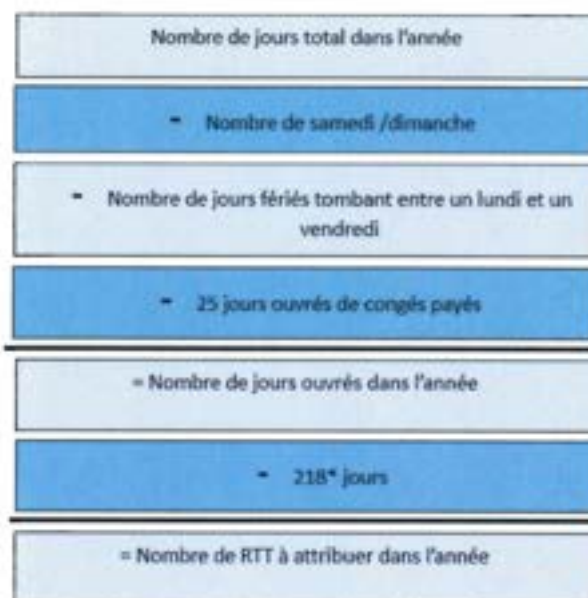 Nombre de jours total dans l'année
- Nombre de samedi /dimanche
- Nombre de jours fériés tombant entre un lundi et un
vendredi
- 25 jours ouvrés de congés payés
= Nombre de jours ouvrés dans l'année
- 218* jours
= Nombre de RTT à attribuer dans l'année